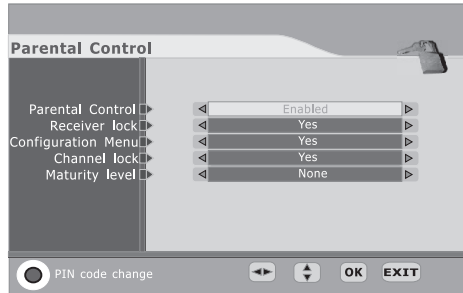 Parental Control
Parental Control Enabled
Receiver lock Yes
Configuration Menu Yes
Channel lock Yes
Maturity level None
PIN code change OK EXIT